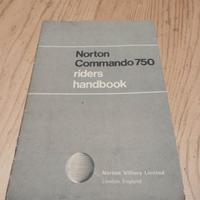 Norton
Commando 750
riders
handbook
Norton Villiers Limited
London, England